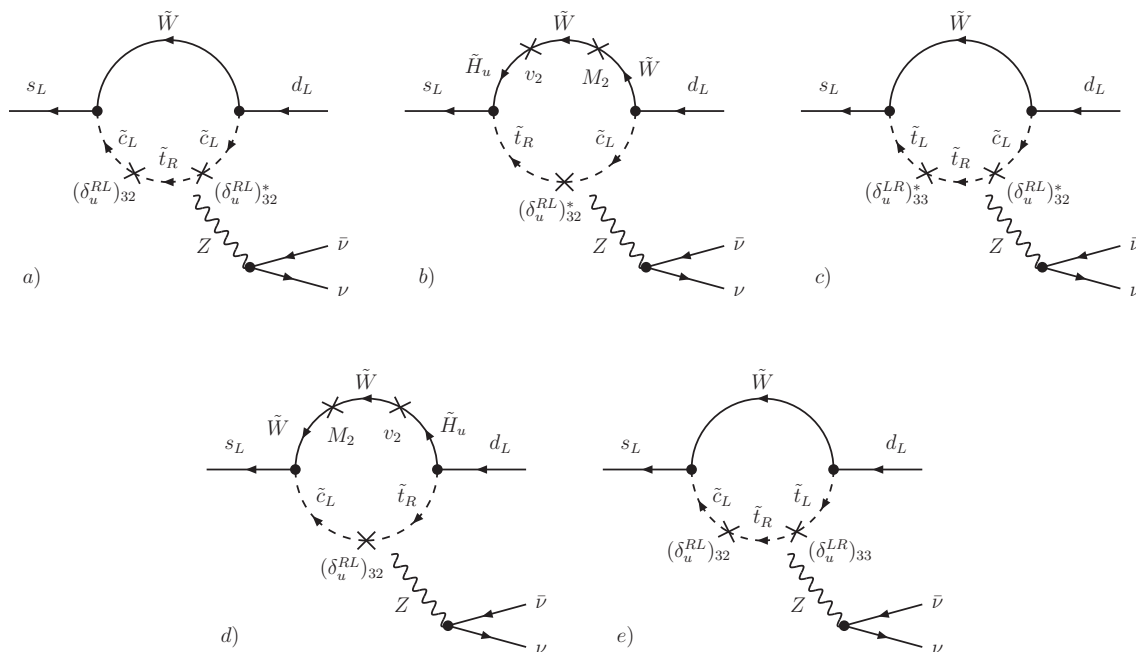 W̃ W̃ W̃
H̃_u v_2 M_2 W̃
s_L d_L s_L d_L s_L d_L
c̃_L c̃_L t̃_R c̃_L t̃_L c̃_L
t̃_R t̃_R
(δ_u^{RL})_{32} (δ_u^{RL})^*_{32} (δ_u^{RL})^*_{32} (δ_u^{LR})^*_{33} (δ_u^{RL})^*_{32}
Z ν̄ Z ν̄ Z ν̄
a) ν b) ν c) ν
W̃ W̃
W̃ M_2 v_2 H̃_u
s_L d_L s_L d_L
c̃_L t̃_R c̃_L t̃_L
t̃_R
(δ_u^{RL})_{32} (δ_u^{RL})_{32} (δ_u^{LR})_{33}
Z ν̄ Z ν̄
d) ν e) ν